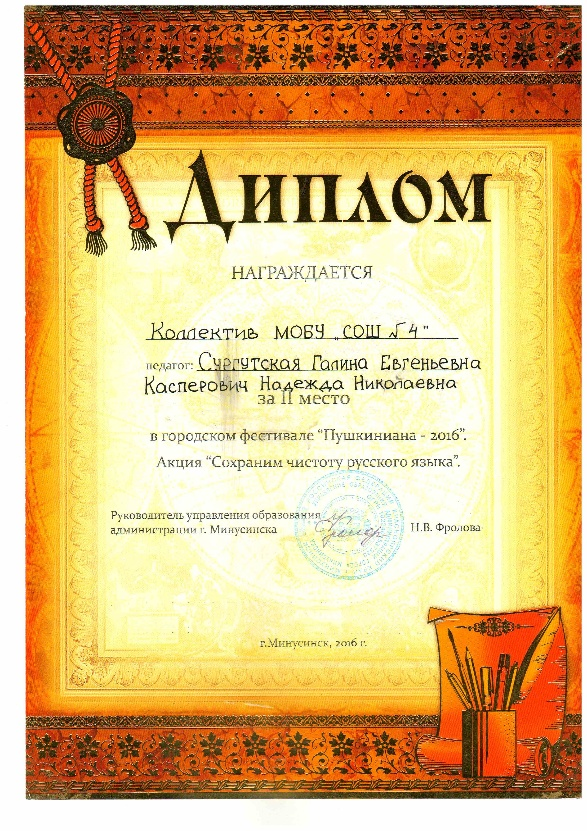 Диплом
НАГРАЖДАЕТСЯ
Коллектив МОБУ „СОШ №4"
педагог: Сургутская Галина Евгеньевна
Касперович Надежда Николаевна
за II место
в городском фестивале "Пушкиниана - 2016".
Акция "Сохраним чистоту русского языка".
Руководитель управления образования
администрации г. Минусинска
Н.В. Фролова
г.Минусинск, 2016 г.